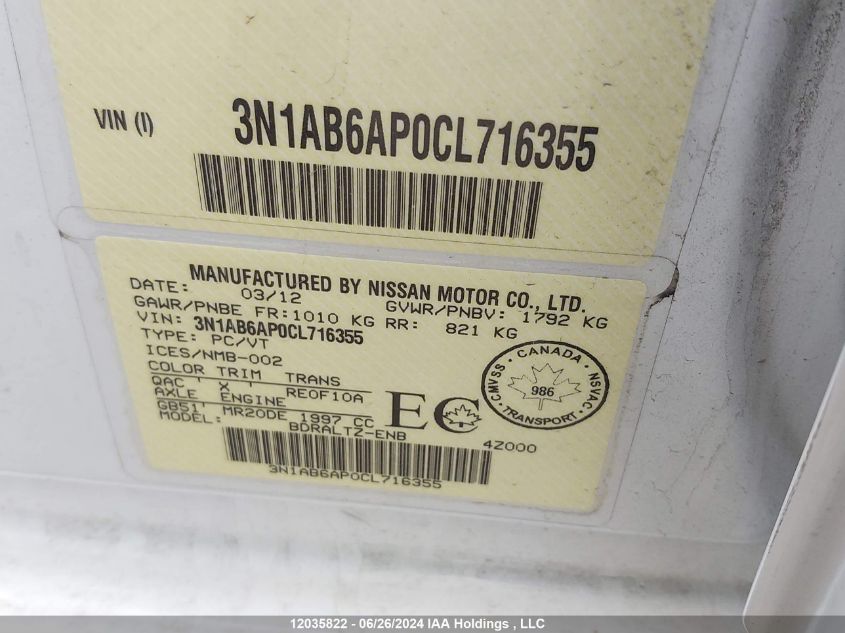 VIN (I) 3N1AB6AP0CL716355
MANUFACTURED BY NISSAN MOTOR CO., LTD.
DATE: 03/12 GVWR/PNBV: 1792 KG
GAWR/PNBE FR:1010 KG RR: 821 KG
VIN: 3N1AB6AP0CL716355
TYPE: PC/VT
ICES/NMB-002
COLOR TRIM TRANS
QAC ' X ' RE0F10A
AXLE ENGINE
GB51 MR20DE 1997 CC
MODEL: BDRALTZ-ENB
EC
4Z000
CANADA
CMVSS NSVAC
986
TRANSPORT
3N1AB6AP0CL716355
12035822 - 06/26/2024 IAA Holdings , LLC